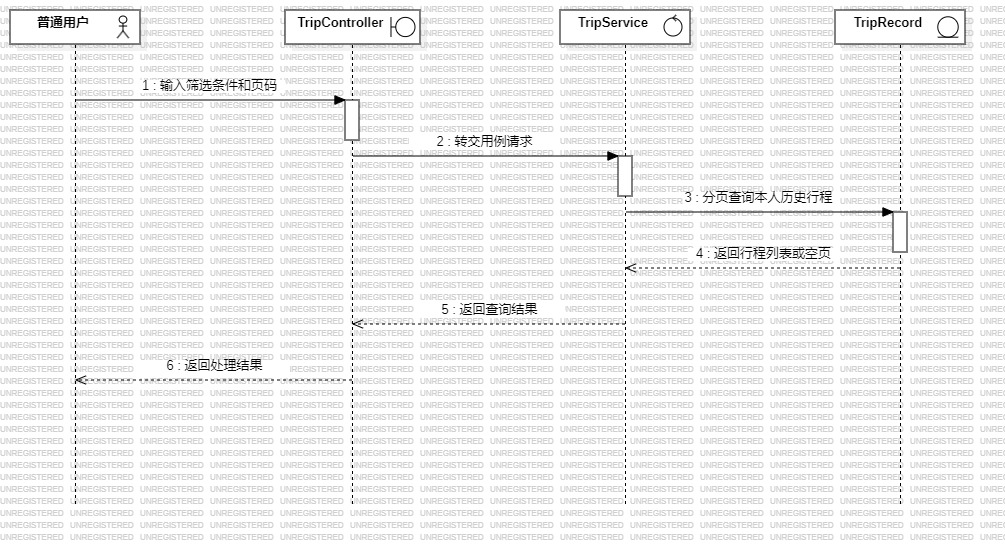 普通用户
TripController
TripService
TripRecord
1 : 输入筛选条件和页码
2 : 转交用例请求
3 : 分页查询本人历史行程
4 : 返回行程列表或空页
5 : 返回查询结果
6 : 返回处理结果
UNREGISTERED